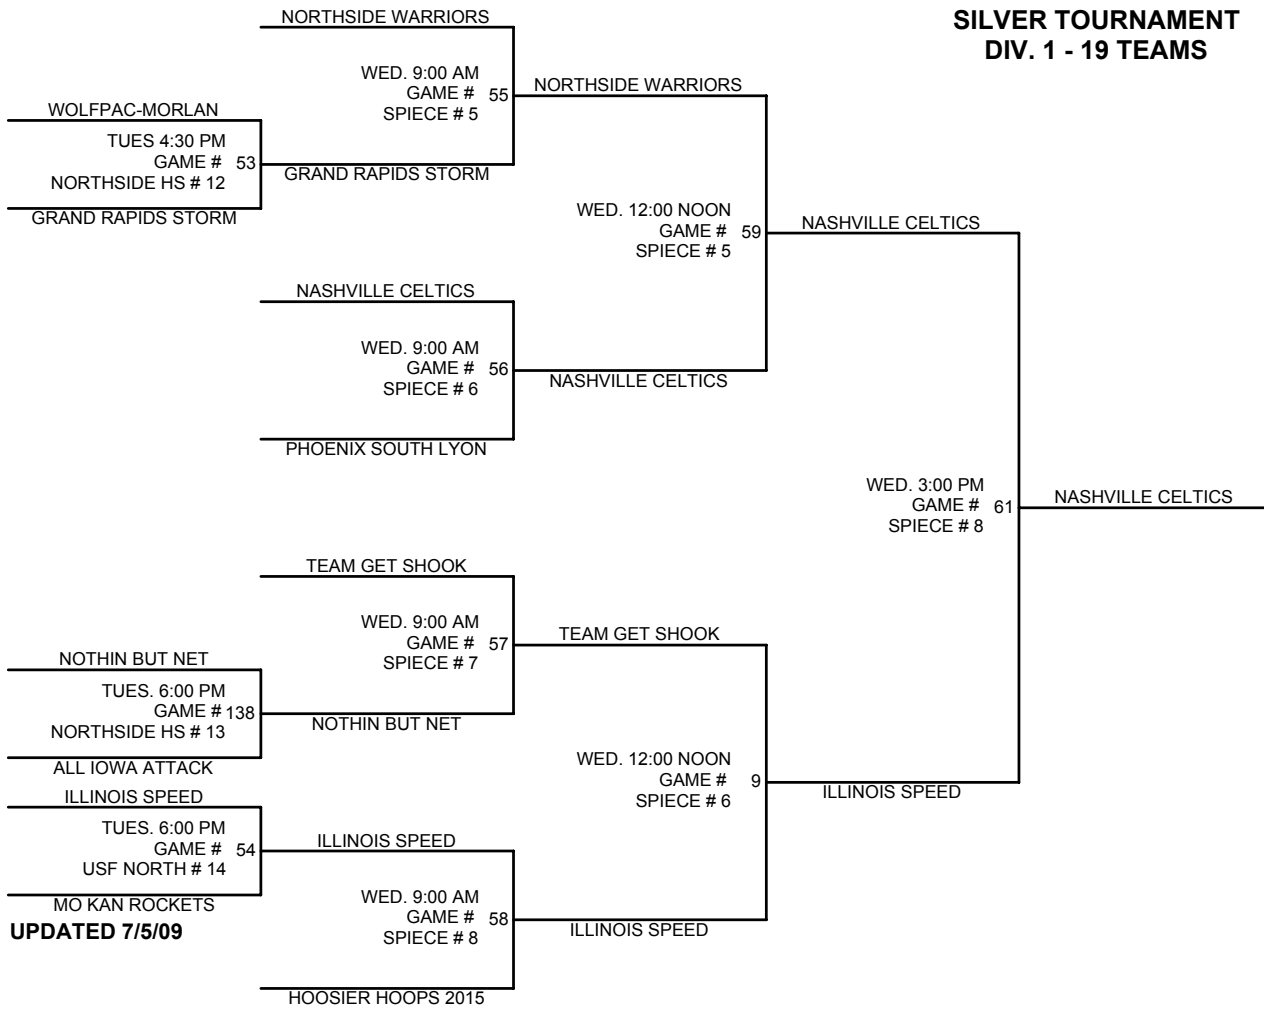 SILVER TOURNAMENT
DIV. 1 - 19 TEAMS
NORTHSIDE WARRIORS
WED. 9:00 AM
GAME # 55
SPIECE # 5
NORTHSIDE WARRIORS
WOLFPAC-MORLAN
TUES 4:30 PM
GAME # 53
NORTHSIDE HS # 12
GRAND RAPIDS STORM
GRAND RAPIDS STORM
WED. 12:00 NOON
GAME # 59
SPIECE # 5
NASHVILLE CELTICS
NASHVILLE CELTICS
WED. 9:00 AM
GAME # 56
SPIECE # 6
NASHVILLE CELTICS
PHOENIX SOUTH LYON
WED. 3:00 PM
GAME # 61
SPIECE # 8
NASHVILLE CELTICS
TEAM GET SHOOK
WED. 9:00 AM
GAME # 57
SPIECE # 7
TEAM GET SHOOK
NOTHIN BUT NET
TUES. 6:00 PM
GAME # 138
NORTHSIDE HS # 13
NOTHIN BUT NET
ALL IOWA ATTACK
WED. 12:00 NOON
GAME # 9
SPIECE # 6
ILLINOIS SPEED
ILLINOIS SPEED
TUES. 6:00 PM
GAME # 54
USF NORTH # 14
ILLINOIS SPEED
MO KAN ROCKETS
WED. 9:00 AM
GAME # 58
SPIECE # 8
ILLINOIS SPEED
UPDATED 7/5/09
HOOSIER HOOPS 2015